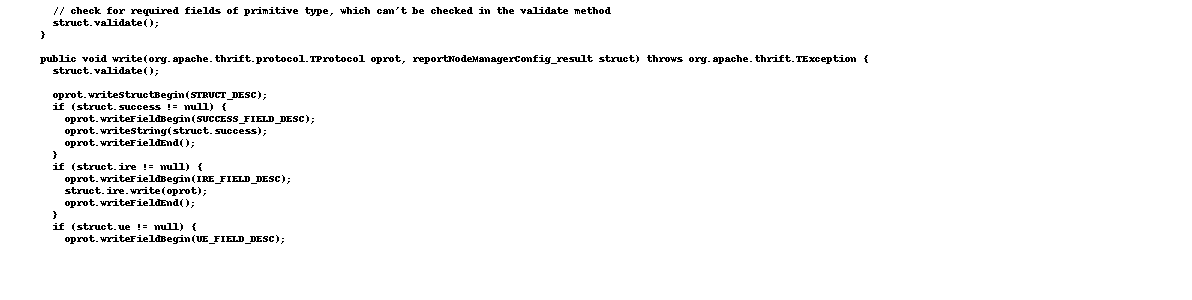 // check for required fields of primitive type, which can't be checked in the validate method
struct.validate();
}
public void write(org.apache.thrift.protocol.TProtocol oprot, reportNodeManagerConfig_result struct) throws org.apache.thrift.TException {
struct.validate();
oprot.writeStructBegin(STRUCT_DESC);
if (struct.success != null) {
oprot.writeFieldBegin(SUCCESS_FIELD_DESC);
oprot.writeString(struct.success);
oprot.writeFieldEnd();
}
if (struct.ire != null) {
oprot.writeFieldBegin(IRE_FIELD_DESC);
struct.ire.write(oprot);
oprot.writeFieldEnd();
}
if (struct.ue != null) {
oprot.writeFieldBegin(UE_FIELD_DESC);